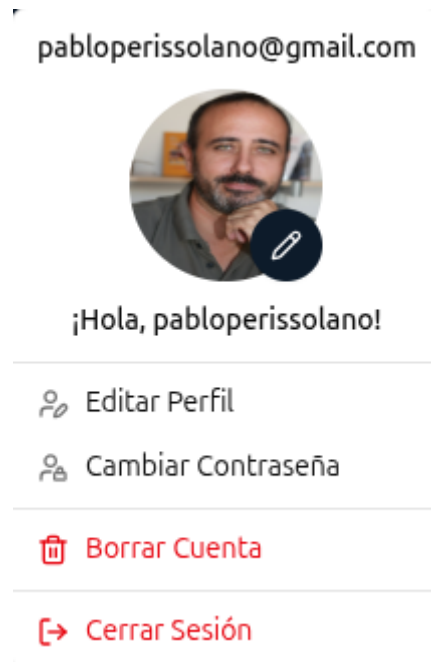 pabloperissolano@gmail.com
¡Hola, pabloperissolano!
Editar Perfil
Cambiar Contraseña
Borrar Cuenta
Cerrar Sesión